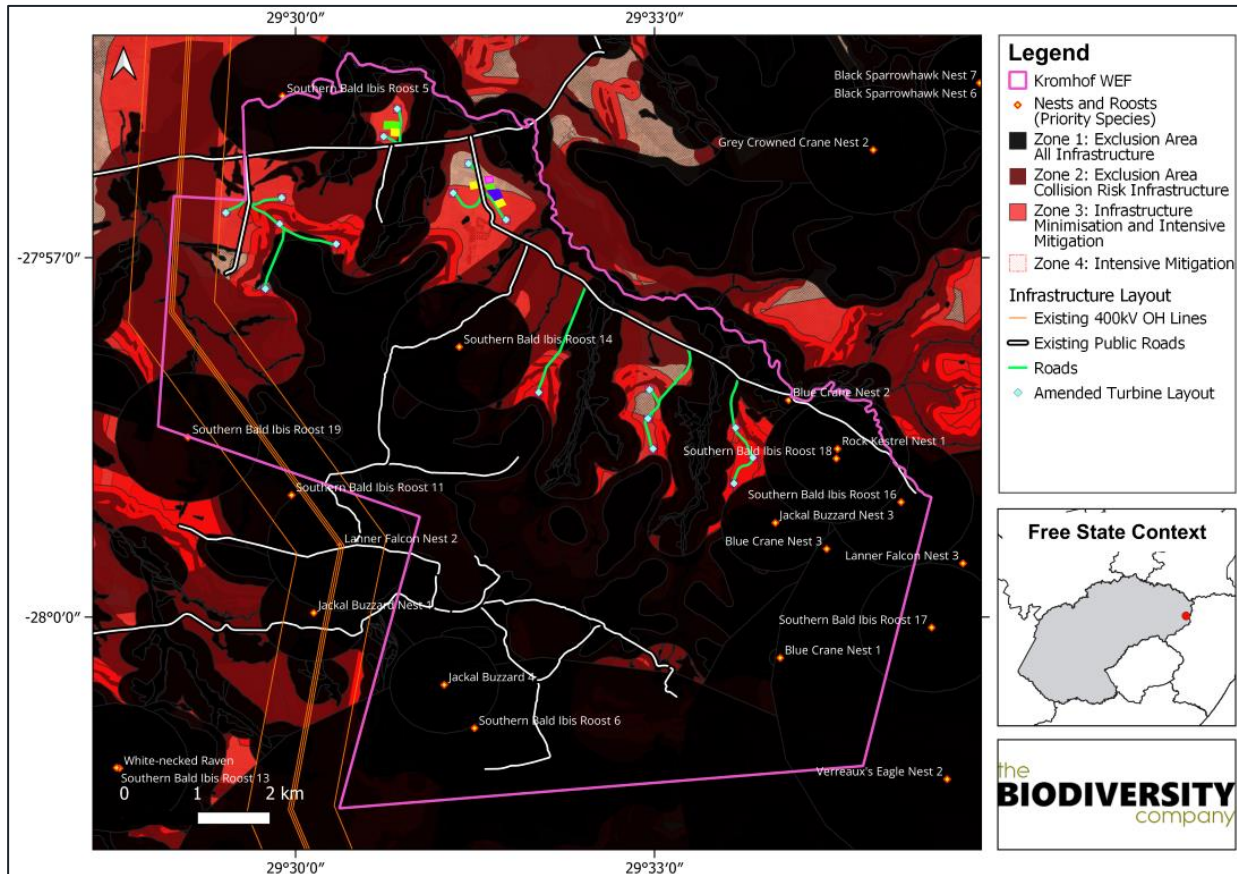 29°30′0″
29°33′0″
-27°57′0″
-28°0′0″
Southern Bald Ibis Roost 5
Black Sparrowhawk Nest 7
Black Sparrowhawk Nest 6
Grey Crowned Crane Nest 2
Southern Bald Ibis Roost 14
Blue Crane Nest 2
Southern Bald Ibis Roost 19
Rock Kestrel Nest 1
Southern Bald Ibis Roost 18
Southern Bald Ibis Roost 11
Southern Bald Ibis Roost 16
Jackal Buzzard Nest 3
Lanner Falcon Nest 2
Blue Crane Nest 3
Lanner Falcon Nest 3
Jackal Buzzard Nest 1
Southern Bald Ibis Roost 17
Blue Crane Nest 1
Jackal Buzzard 4
Southern Bald Ibis Roost 6
White-necked Raven
Southern Bald Ibis Roost 13
Verreaux's Eagle Nest 2
0 1 2 km
29°30′0″
29°33′0″
Legend
Kromhof WEF
Nests and Roosts
(Priority Species)
Zone 1: Exclusion Area
All Infrastructure
Zone 2: Exclusion Area
Collision Risk Infrastructure
Zone 3: Infrastructure
Minimisation and Intensive
Mitigation
Zone 4: Intensive Mitigation
Infrastructure Layout
Existing 400kV OH Lines
Existing Public Roads
Roads
Amended Turbine Layout
Free State Context
the
BIODIVERSITY
company